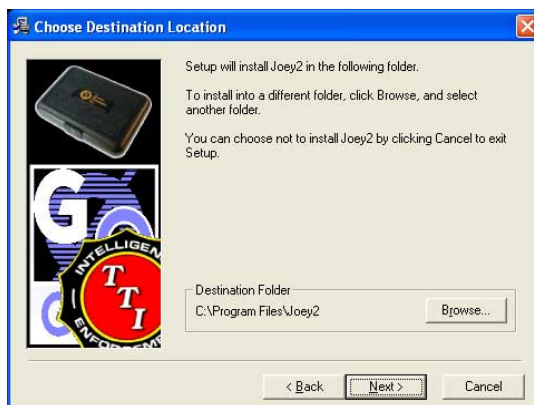 Choose Destination Location
Setup will install Joey2 in the following folder.
To install into a different folder, click Browse, and select
another folder.
You can choose not to install Joey2 by clicking Cancel to exit
Setup.
G
INTELLIGEN
TTI
ENFORCEME
Destination Folder
C:\Program Files\Joey2
Browse...
< Back
Next >
Cancel